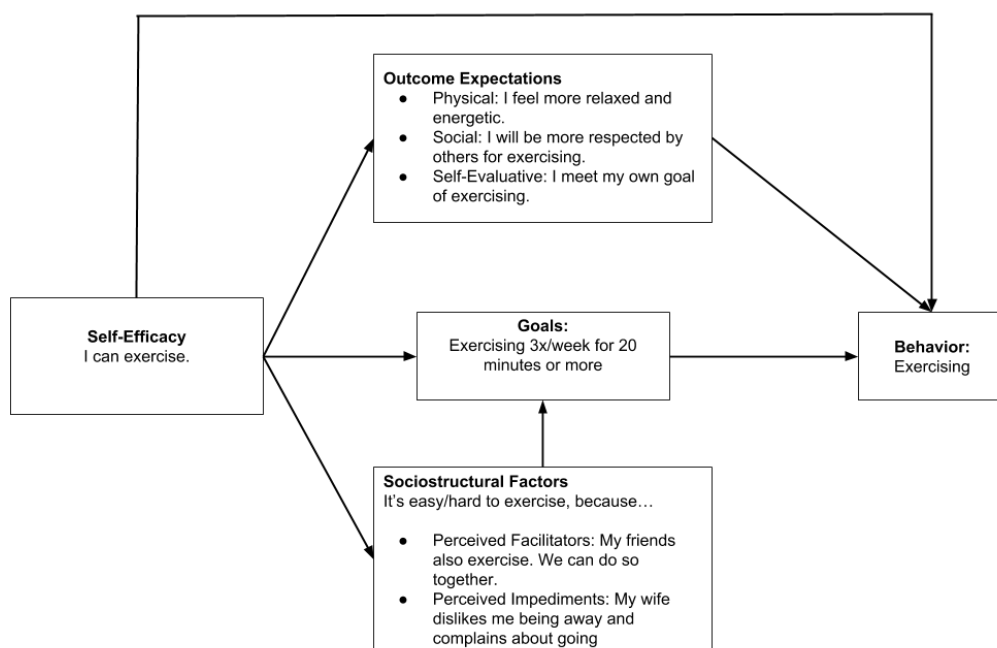 Outcome Expectations
● Physical: I feel more relaxed and
energetic.
● Social: I will be more respected by
others for exercising.
● Self-Evaluative: I meet my own goal
of exercising.
Self-Efficacy
I can exercise.
Goals:
Exercising 3x/week for 20
minutes or more
Behavior:
Exercising
Sociostructural Factors
It's easy/hard to exercise, because…
● Perceived Facilitators: My friends
also exercise. We can do so
together.
● Perceived Impediments: My wife
dislikes me being away and
complains about going